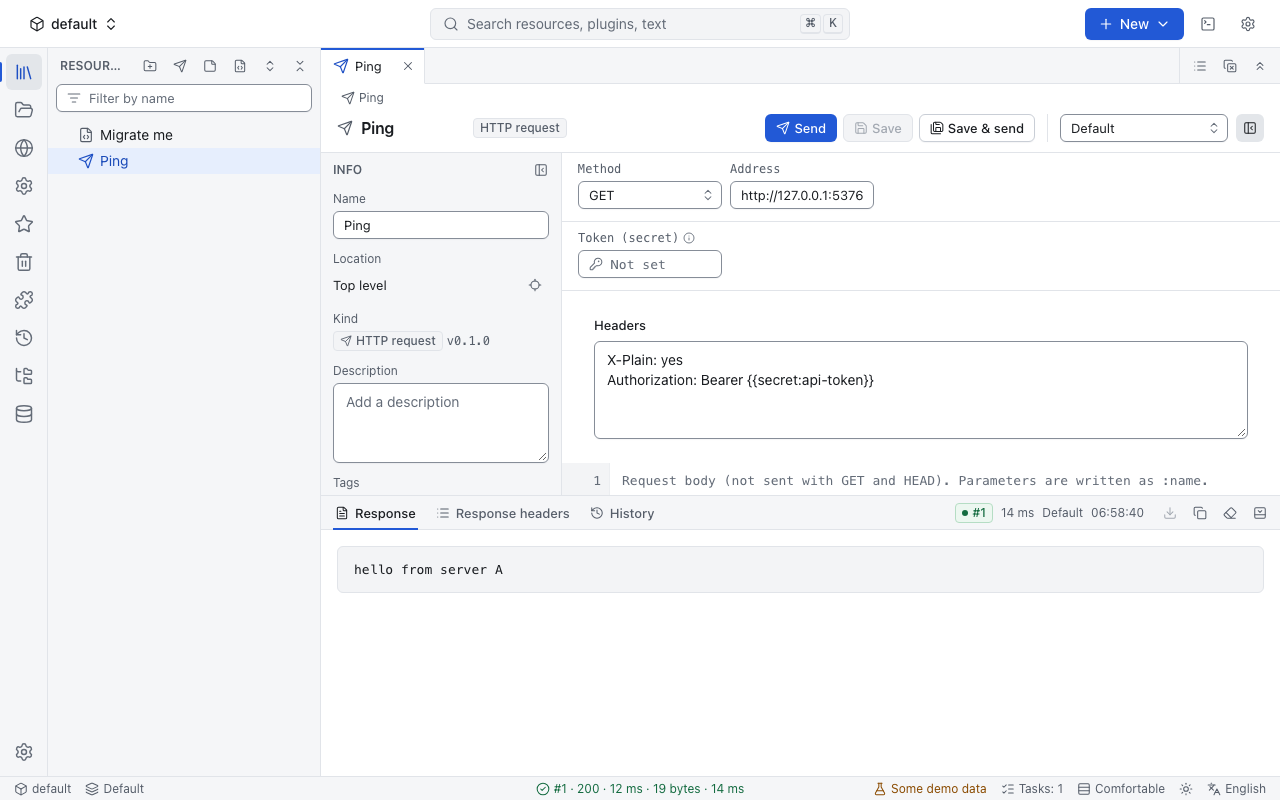 default
Search resources, plugins, text
⌘ K
New
RESOUR...
Filter by name
Migrate me
Ping
Ping
Ping
Ping
HTTP request
Send
Save
Save & send
Default
INFO
Name
Ping
Location
Top level
Kind
HTTP request v0.1.0
Description
Add a description
Tags
Method
GET
Address
http://127.0.0.1:5376
Token (secret)
Not set
Headers
X-Plain: yes
Authorization: Bearer {{secret:api-token}}
1 Request body (not sent with GET and HEAD). Parameters are written as :name.
Response
Response headers
History
#1 14 ms Default 06:58:40
hello from server A
default
Default
#1 · 200 · 12 ms · 19 bytes · 14 ms
Some demo data
Tasks: 1
Comfortable
English